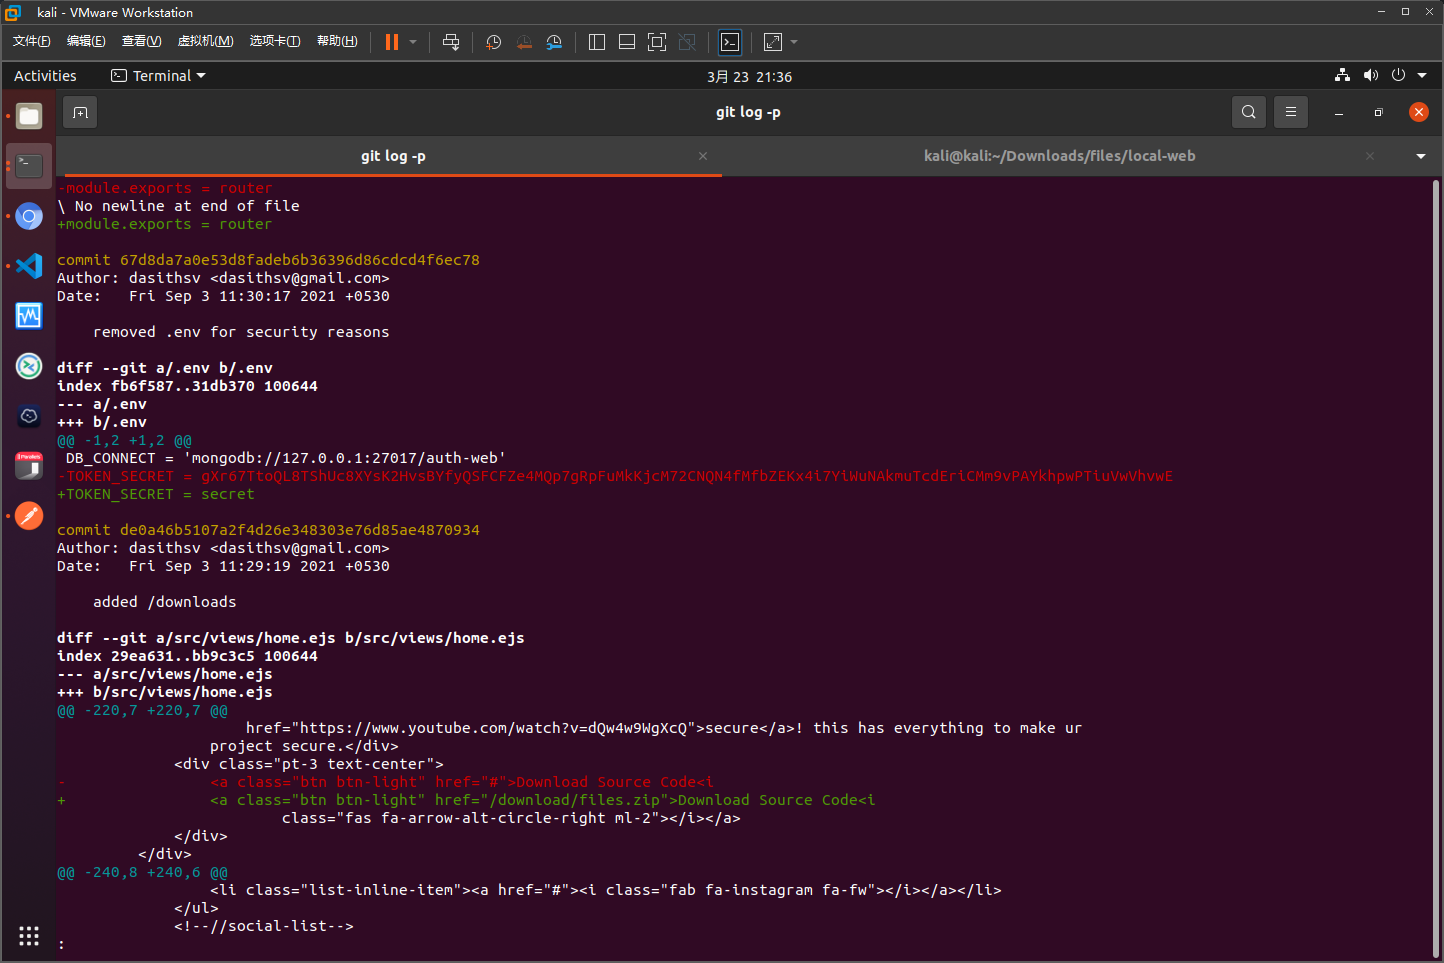 kali - VMware Workstation
文件(F) 编辑(E) 查看(V) 虚拟机(M) 选项卡(T) 帮助(H)
Activities Terminal 3月 23 21:36
git log -p
git log -p kali@kali:~/Downloads/files/local-web
-module.exports = router
\ No newline at end of file
+module.exports = router
commit 67d8da7a0e53d8fadeb6b36396d86cdcd4f6ec78
Author: dasithsv <dasithsv@gmail.com>
Date:   Fri Sep 3 11:30:17 2021 +0530
    removed .env for security reasons
diff --git a/.env b/.env
index fb6f587..31db370 100644
--- a/.env
+++ b/.env
@@ -1,2 +1,2 @@
 DB_CONNECT = 'mongodb://127.0.0.1:27017/auth-web'
-TOKEN_SECRET = gXr67TtoQL8TShUc8XYsK2HvsBYfyQSFCFZe4MQp7gRpFuMkKjcM72CNQN4fMfbZEKx4i7YiWuNAkmuTcdEriCMm9vPAYkhpwPTiuVwVhvwE
+TOKEN_SECRET = secret
commit de0a46b5107a2f4d26e348303e76d85ae4870934
Author: dasithsv <dasithsv@gmail.com>
Date:   Fri Sep 3 11:29:19 2021 +0530
    added /downloads
diff --git a/src/views/home.ejs b/src/views/home.ejs
index 29ea631..bb9c3c5 100644
--- a/src/views/home.ejs
+++ b/src/views/home.ejs
@@ -220,7 +220,7 @@
                     href="https://www.youtube.com/watch?v=dQw4w9WgXcQ">secure</a>! this has everything to make ur
                 project secure.</div>
             <div class="pt-3 text-center">
-                <a class="btn btn-light" href="#">Download Source Code<i
+                <a class="btn btn-light" href="/download/files.zip">Download Source Code<i
                         class="fas fa-arrow-alt-circle-right ml-2"></i></a>
             </div>
         </div>
@@ -240,8 +240,6 @@
                 <li class="list-inline-item"><a href="#"><i class="fab fa-instagram fa-fw"></i></a></li>
             </ul>
             <!--//social-list-->
: